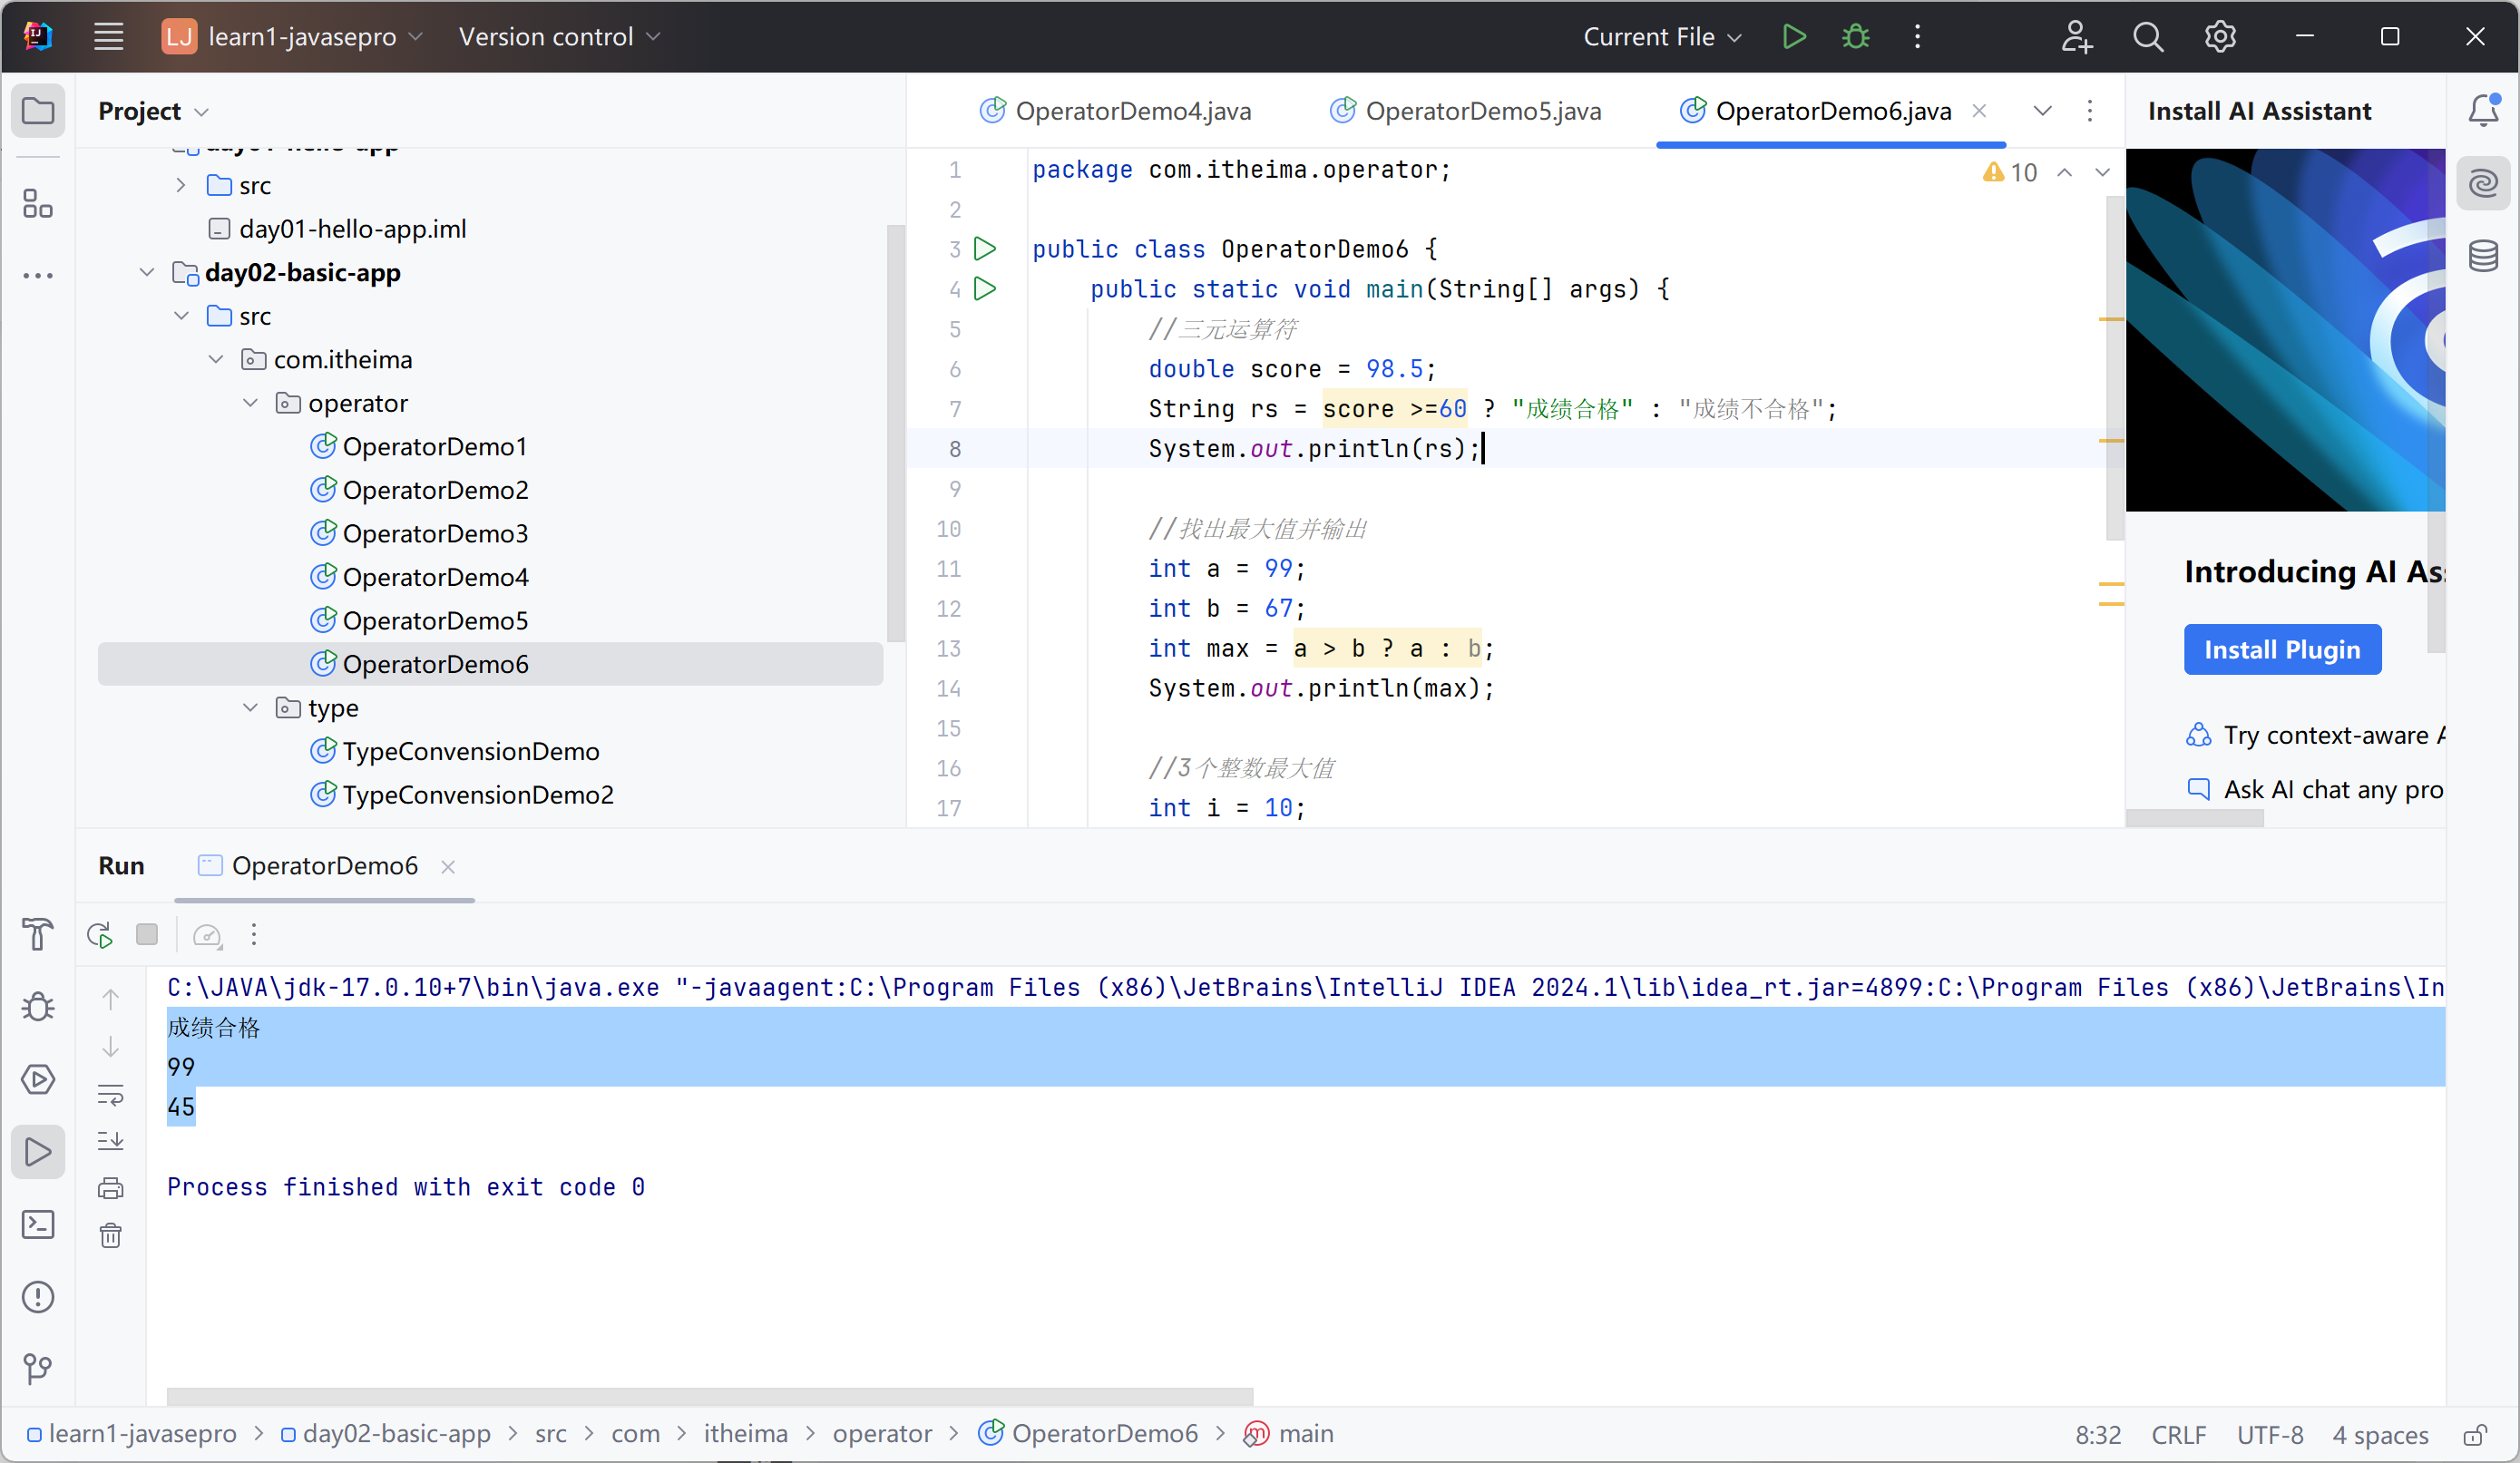 LJ learn1-javasepro Version control Current File
Project
day01-hello-app
src
day01-hello-app.iml
day02-basic-app
src
com.itheima
operator
OperatorDemo1
OperatorDemo2
OperatorDemo3
OperatorDemo4
OperatorDemo5
OperatorDemo6
type
TypeConvensionDemo
TypeConvensionDemo2
OperatorDemo4.java OperatorDemo5.java OperatorDemo6.java
10
1 package com.itheima.operator;
2
3 public class OperatorDemo6 {
4 public static void main(String[] args) {
5 //三元运算符
6 double score = 98.5;
7 String rs = score >=60 ? "成绩合格" : "成绩不合格";
8 System.out.println(rs);
9
10 //找出最大值并输出
11 int a = 99;
12 int b = 67;
13 int max = a > b ? a : b;
14 System.out.println(max);
15
16 //3个整数最大值
17 int i = 10;
Install AI Assistant
Introducing AI Ass
Install Plugin
Try context-aware A
Ask AI chat any pro
Run OperatorDemo6
C:\JAVA\jdk-17.0.10+7\bin\java.exe "-javaagent:C:\Program Files (x86)\JetBrains\IntelliJ IDEA 2024.1\lib\idea_rt.jar=4899:C:\Program Files (x86)\JetBrains\In
成绩合格
99
45
Process finished with exit code 0
learn1-javasepro > day02-basic-app > src > com > itheima > operator > OperatorDemo6 > main
8:32 CRLF UTF-8 4 spaces